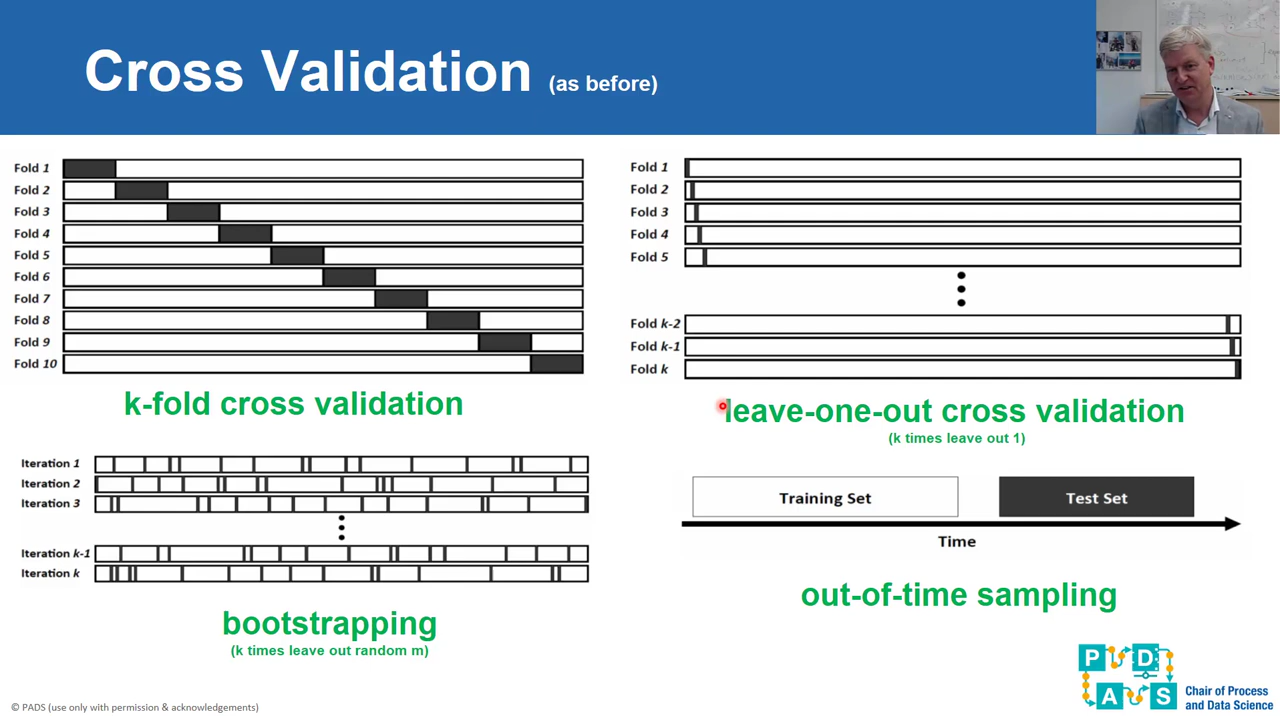 Cross Validation (as before)
Fold 1
Fold 2
Fold 3
Fold 4
Fold 5
Fold 6
Fold 7
Fold 8
Fold 9
Fold 10
k-fold cross validation
Fold 1
Fold 2
Fold 3
Fold 4
Fold 5
Fold k-2
Fold k-1
Fold k
leave-one-out cross validation
(k times leave out 1)
Iteration 1
Iteration 2
Iteration 3
Iteration k-1
Iteration k
bootstrapping
(k times leave out random m)
Training Set
Test Set
Time
out-of-time sampling
P D
A S
Chair of Process
and Data Science
© PADS (use only with permission & acknowledgements)